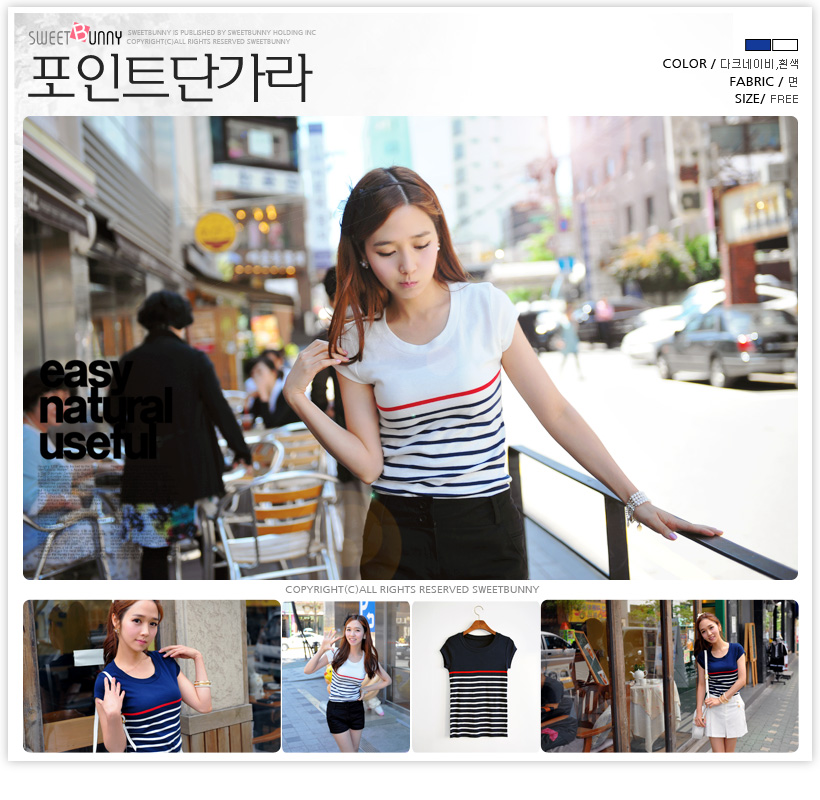 SWEETBUNNY
SWEETBUNNY IS PUBLISHED BY SWEETBUNNY HOLDING INC
COPYRIGHT(C)ALL RIGHTS RESERVED SWEETBUNNY
포인트단가라
COLOR / 다크네이비,흰색
FABRIC / 면
SIZE/ FREE
easy
natural
useful
COPYRIGHT(C)ALL RIGHTS RESERVED SWEETBUNNY